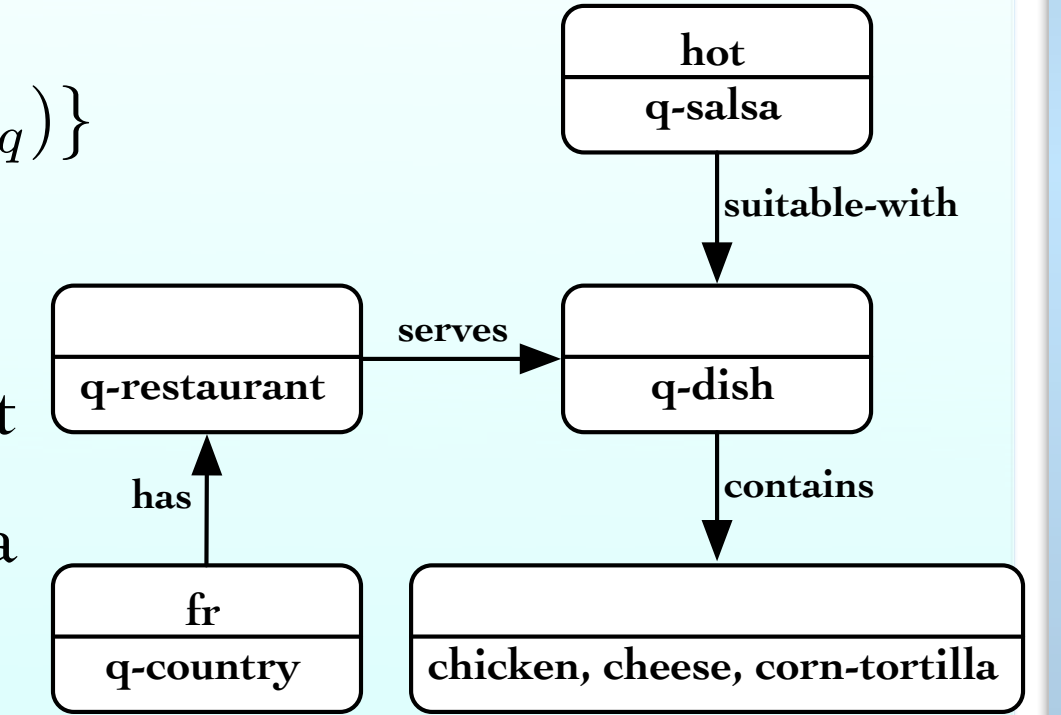 hot
q-salsa
q)}
suitable-with
serves
q-restaurant
q-dish
t
has
contains
a
fr
q-country
chicken, cheese, corn-tortilla